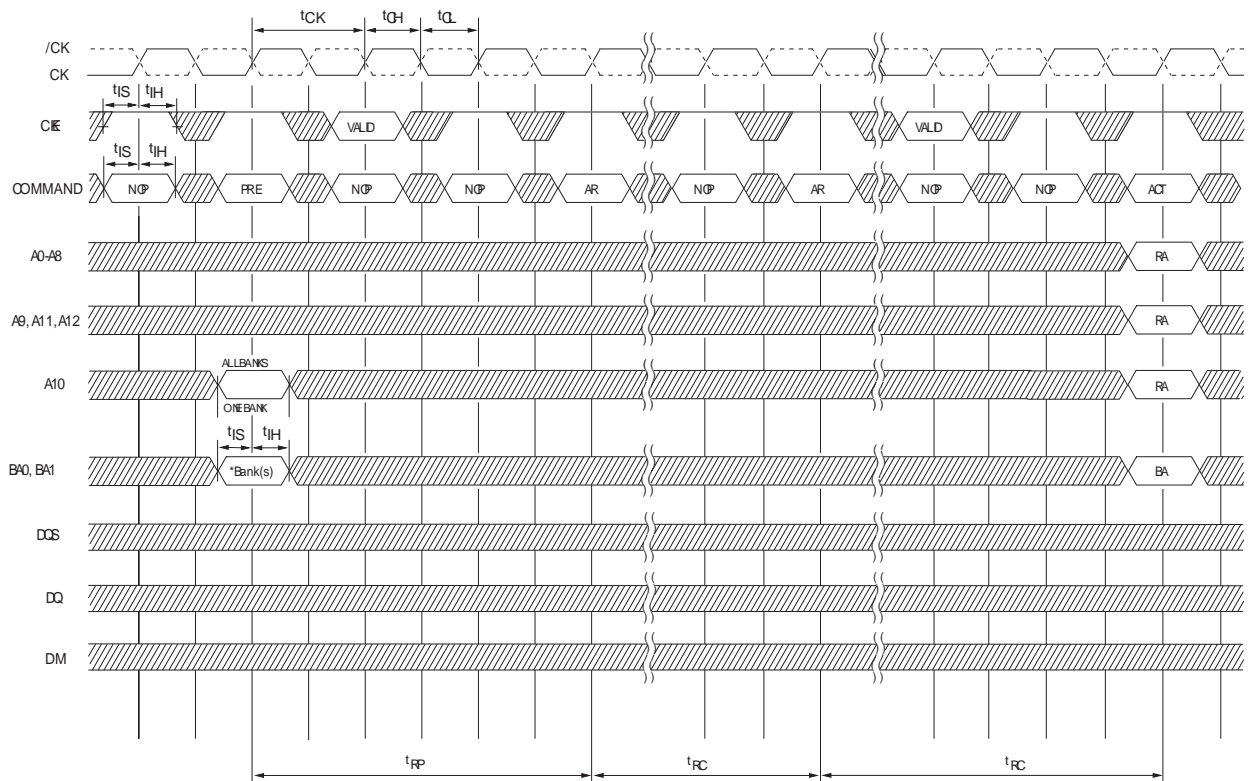 tCK tCH tCL
/CK
CK
tIS tIH
CKE VALID VALID
tIS tIH
COMMAND NOP PRE NOP NOP AR NOP AR NOP NOP ACT
A0-A8 RA
A9, A11, A12 RA
ALL BANKS
A10 RA
ONE BANK
tIS tIH
BA0, BA1 *Bank(s) BA
DQS
DQ
DM
tRP tRC tRC